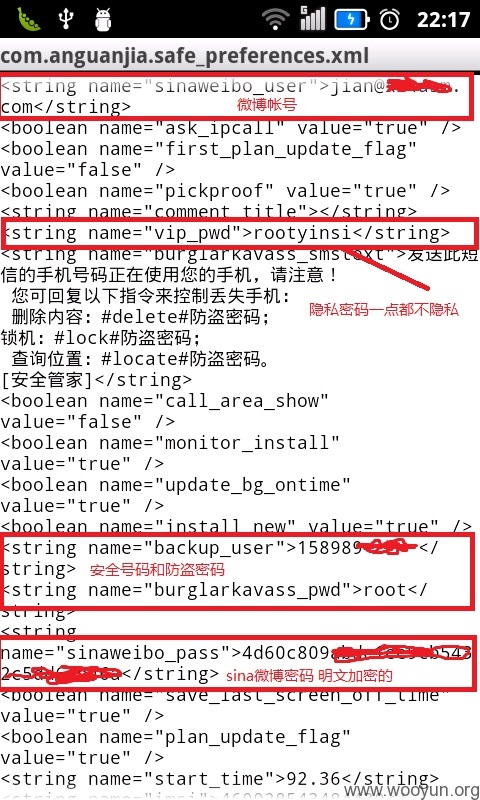 22:17
com.anguanjia.safe_preferences.xml
<string name="sinaweibo_user">jian@
com</string>
微博帐号
<boolean name="ask_ipcall" value="true" />
<boolean name="first_plan_update_flag"
value="false" />
<boolean name="pickproof" value="true" />
<string name="comment_title"></string>
<string name="vip_pwd">rootyinsi</string>
<string name="burglarkavass_smstext">发送此短
信的手机号码正在使用您的手机，请注意！
您可回复以下指令来控制丢失手机：
隐私密码一点都不隐私
删除内容：#delete#防盗密码；
锁机：#lock#防盗密码；
查询位置：#locate#防盗密码。
[安全管家]</string>
<boolean name="call_area_show"
value="false" />
<boolean name="monitor_install"
value="true" />
<boolean name="update_bg_ontime"
value="true" />
<boolean name="install_new" value="true" />
<string name="backup_user">158989</
string>
安全号码和防盗密码
<string name="burglarkavass_pwd">root</
string>
<string
name="sinaweibo_pass">4d60c809
</string>
sina微博密码 明文加密的
<boolean name="save_last_screen_off_time"
value="true" />
<boolean name="plan_update_flag"
value="true" />
<string name="start_time">92.36</string>
www.wooyun.org